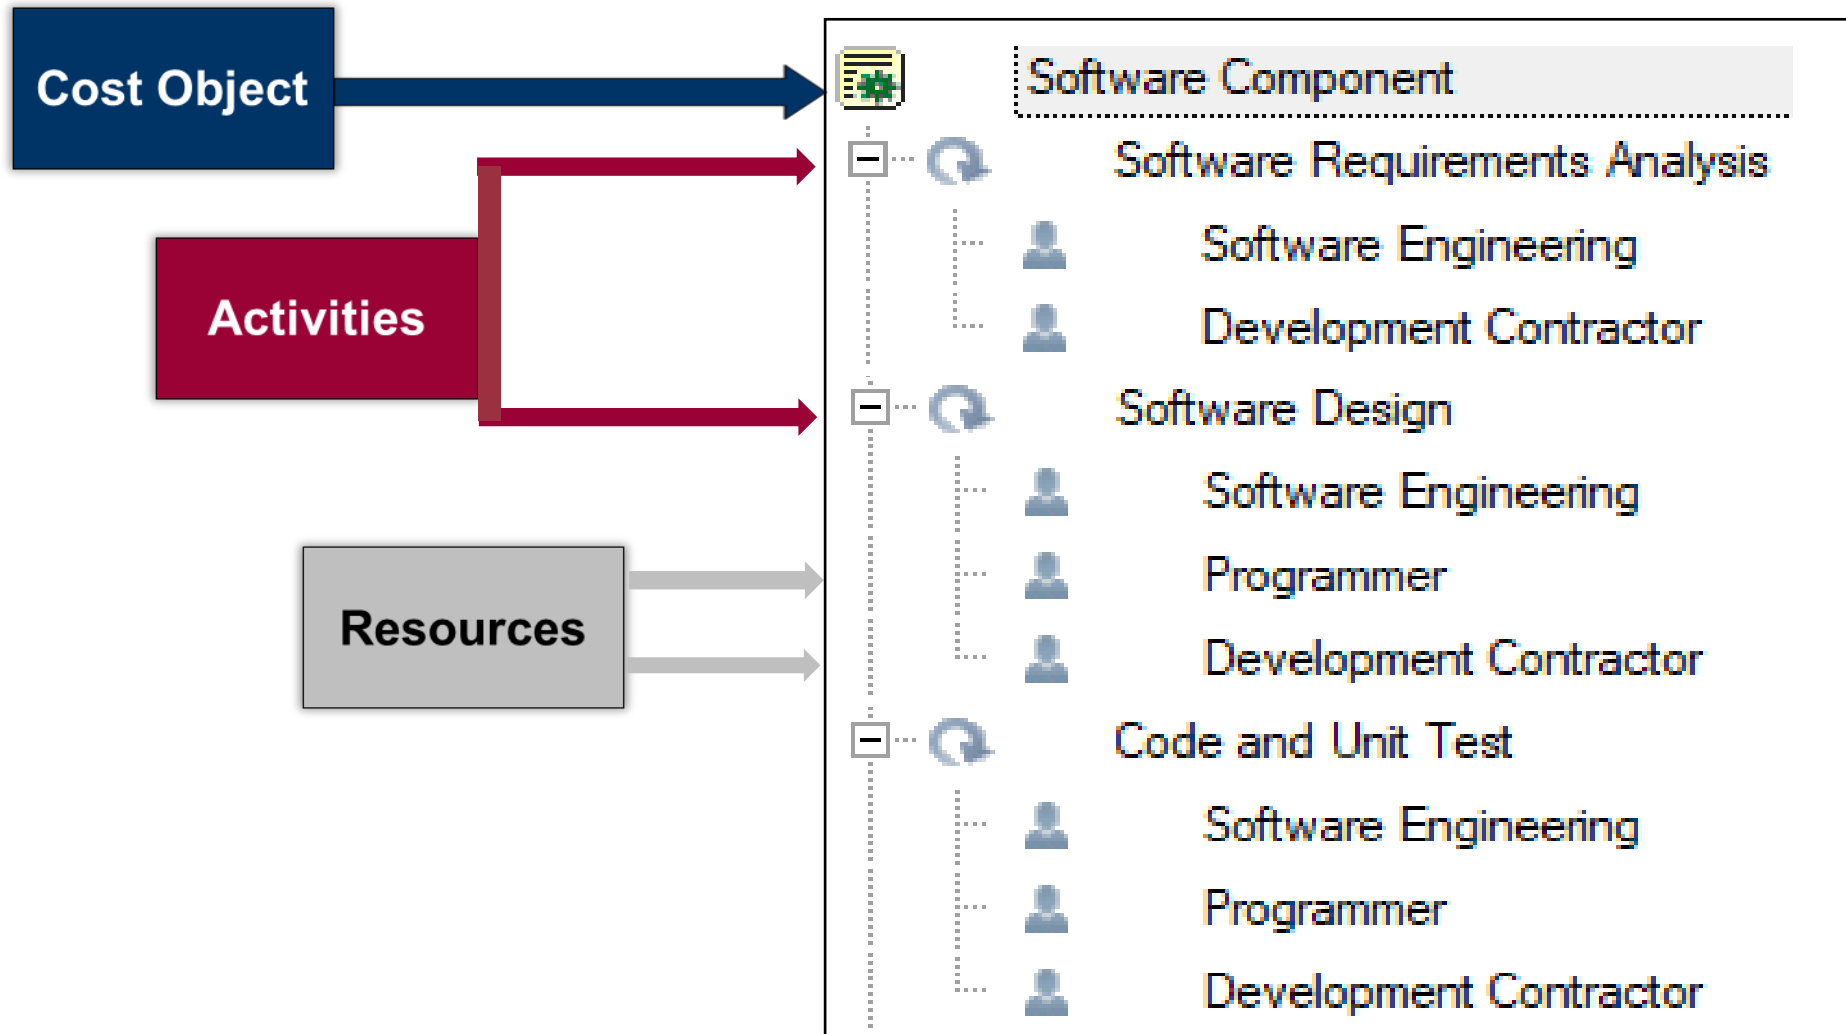 Cost Object
Activities
Resources
Software Component
Software Requirements Analysis
Software Engineering
Development Contractor
Software Design
Software Engineering
Programmer
Development Contractor
Code and Unit Test
Software Engineering
Programmer
Development Contractor